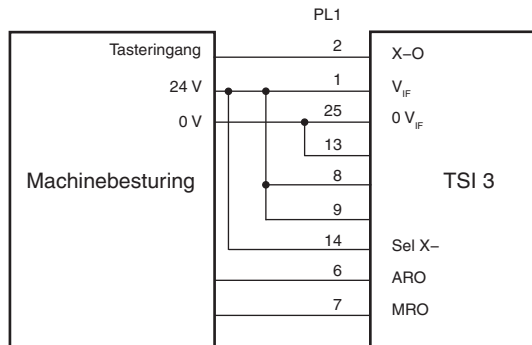 PL1
Tasteringang 2 X–O
24 V 1 V_IF
0 V 25 0 V_IF
13
Machinebesturing 8 TSI 3
9
14 Sel X–
6 ARO
7 MRO